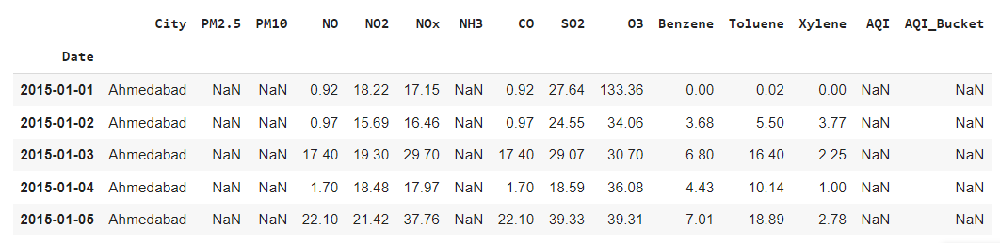 City PM2.5 PM10 NO NO2 NOx NH3 CO SO2 O3 Benzene Toluene Xylene AQI AQI_Bucket
Date
2015-01-01 Ahmedabad NaN NaN 0.92 18.22 17.15 NaN 0.92 27.64 133.36 0.00 0.02 0.00 NaN NaN
2015-01-02 Ahmedabad NaN NaN 0.97 15.69 16.46 NaN 0.97 24.55 34.06 3.68 5.50 3.77 NaN NaN
2015-01-03 Ahmedabad NaN NaN 17.40 19.30 29.70 NaN 17.40 29.07 30.70 6.80 16.40 2.25 NaN NaN
2015-01-04 Ahmedabad NaN NaN 1.70 18.48 17.97 NaN 1.70 18.59 36.08 4.43 10.14 1.00 NaN NaN
2015-01-05 Ahmedabad NaN NaN 22.10 21.42 37.76 NaN 22.10 39.33 39.31 7.01 18.89 2.78 NaN NaN